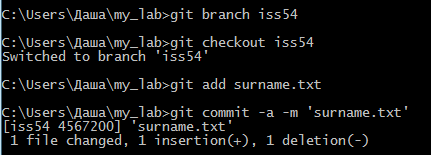 C:\Users\Даша\my_lab>git branch iss54
C:\Users\Даша\my_lab>git checkout iss54
Switched to branch 'iss54'
C:\Users\Даша\my_lab>git add surname.txt
C:\Users\Даша\my_lab>git commit -a -m 'surname.txt'
[iss54 4567200] 'surname.txt'
1 file changed, 1 insertion(+), 1 deletion(-)